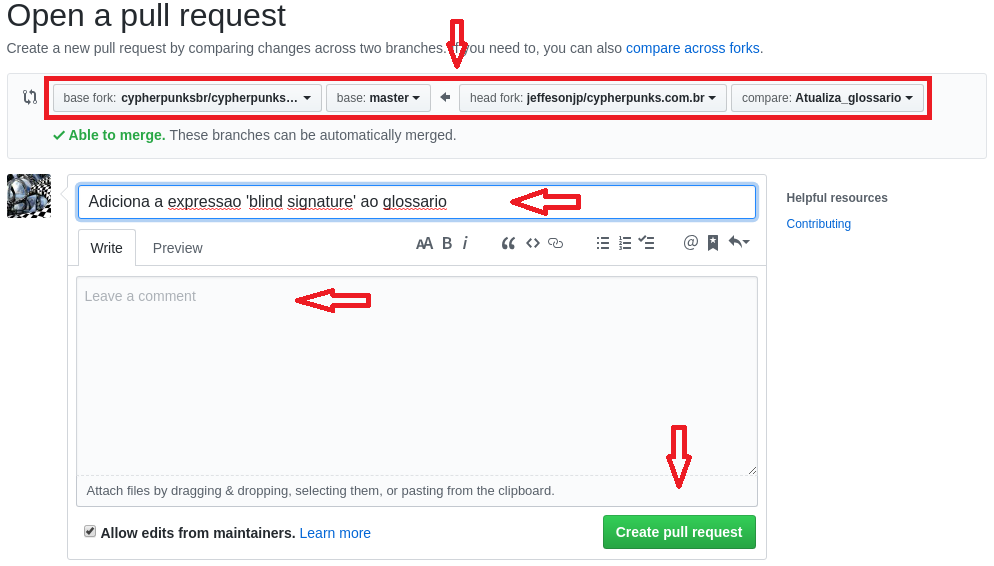 Open a pull request
Create a new pull request by comparing changes across two branches. If you need to, you can also compare across forks.
base fork: cypherpunksbr/cypherpunks… base: master head fork: jeffesonjp/cypherpunks.com.br compare: Atualiza_glossario
Able to merge. These branches can be automatically merged.
Adiciona a expressao 'blind signature' ao glossario
Helpful resources
Contributing
Write Preview
AA B i “ <> @
Leave a comment
Attach files by dragging & dropping, selecting them, or pasting from the clipboard.
Allow edits from maintainers. Learn more
Create pull request